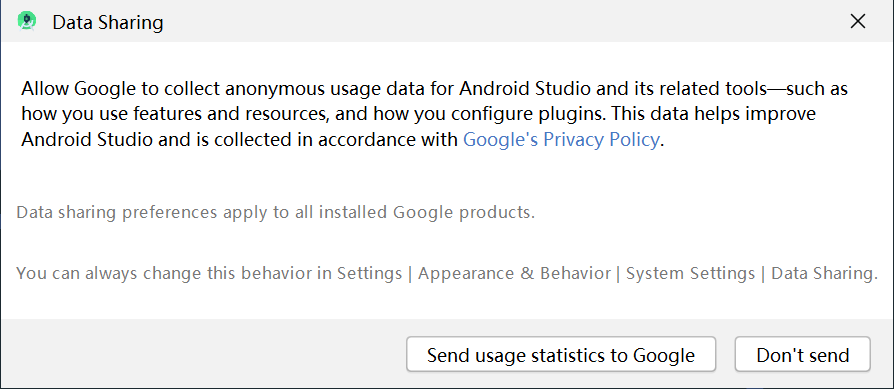 Data Sharing
Allow Google to collect anonymous usage data for Android Studio and its related tools—such as
how you use features and resources, and how you configure plugins. This data helps improve
Android Studio and is collected in accordance with Google's Privacy Policy.
Data sharing preferences apply to all installed Google products.
You can always change this behavior in Settings | Appearance & Behavior | System Settings | Data Sharing.
Send usage statistics to Google
Don't send